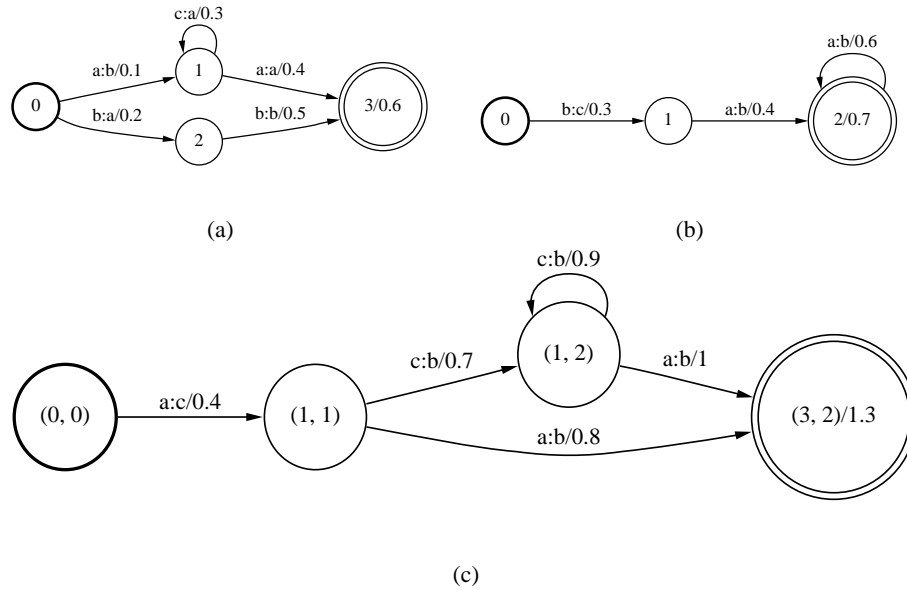 c:a/0.3
a:b/0.1
1
a:a/0.4
0
3/0.6
b:a/0.2
2
b:b/0.5
(a)
a:b/0.6
0
b:c/0.3
1
a:b/0.4
2/0.7
(b)
c:b/0.9
(1, 2)
c:b/0.7
a:b/1
(0, 0)
a:c/0.4
(1, 1)
(3, 2)/1.3
a:b/0.8
(c)